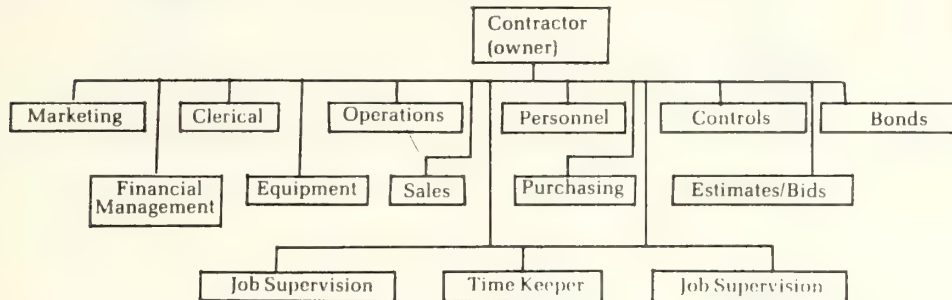 Contractor
(owner)
Marketing
Clerical
Operations
Personnel
Controls
Bonds
Financial
Management
Equipment
Sales
Purchasing
Estimates/Bids
Job Supervision
Time Keeper
Job Supervision